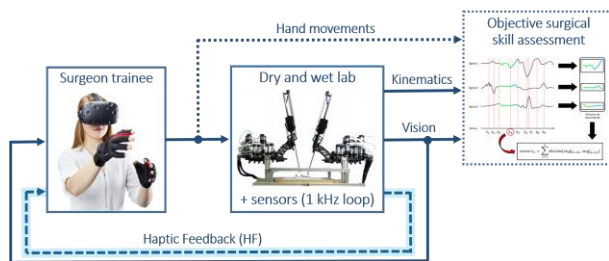 Hand movements
Objective surgical
skill assessment
Surgeon trainee
Dry and wet lab
Kinematics
Vision
+ sensors (1 kHz loop)
Haptic Feedback (HF)